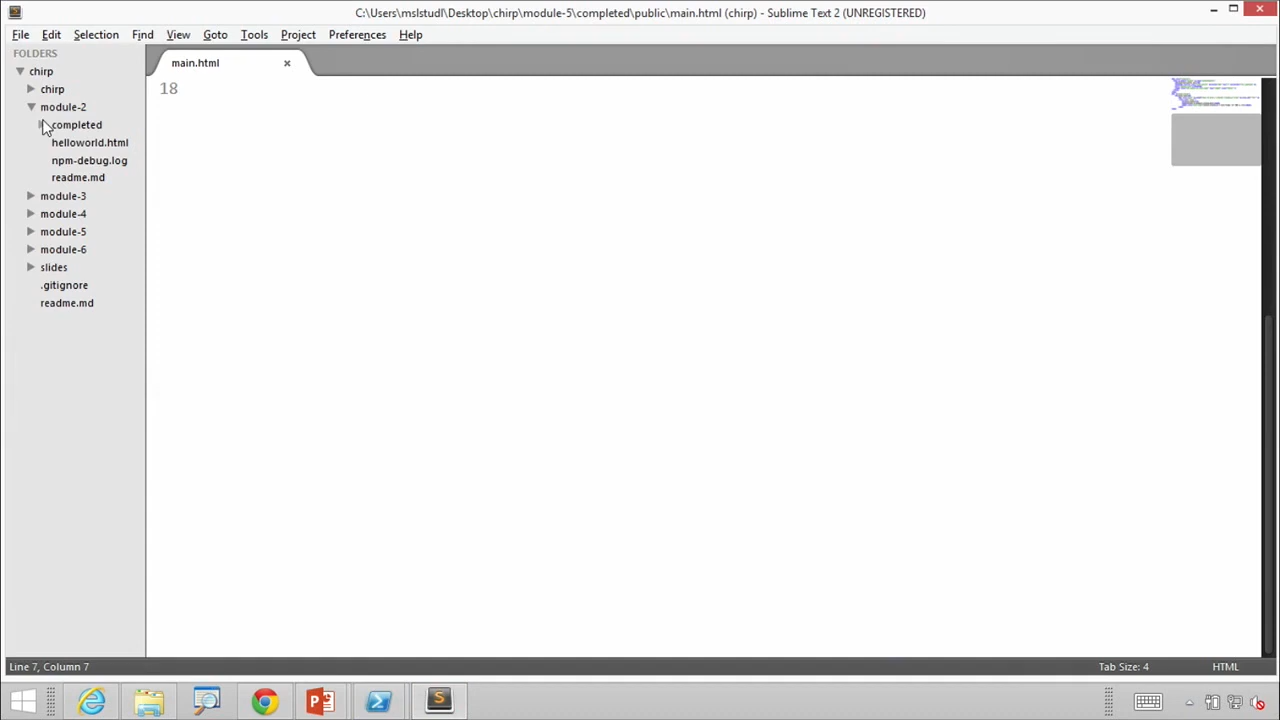 C:\Users\mslstudl\Desktop\chirp\module-5\completed\public\main.html (chirp) - Sublime Text 2 (UNREGISTERED)
File Edit Selection Find View Goto Tools Project Preferences Help
FOLDERS
main.html
chirp
18
chirp
module-2
completed
helloworld.html
npm-debug.log
readme.md
module-3
module-4
module-5
module-6
slides
.gitignore
readme.md
Line 7, Column 7
Tab Size: 4
HTML